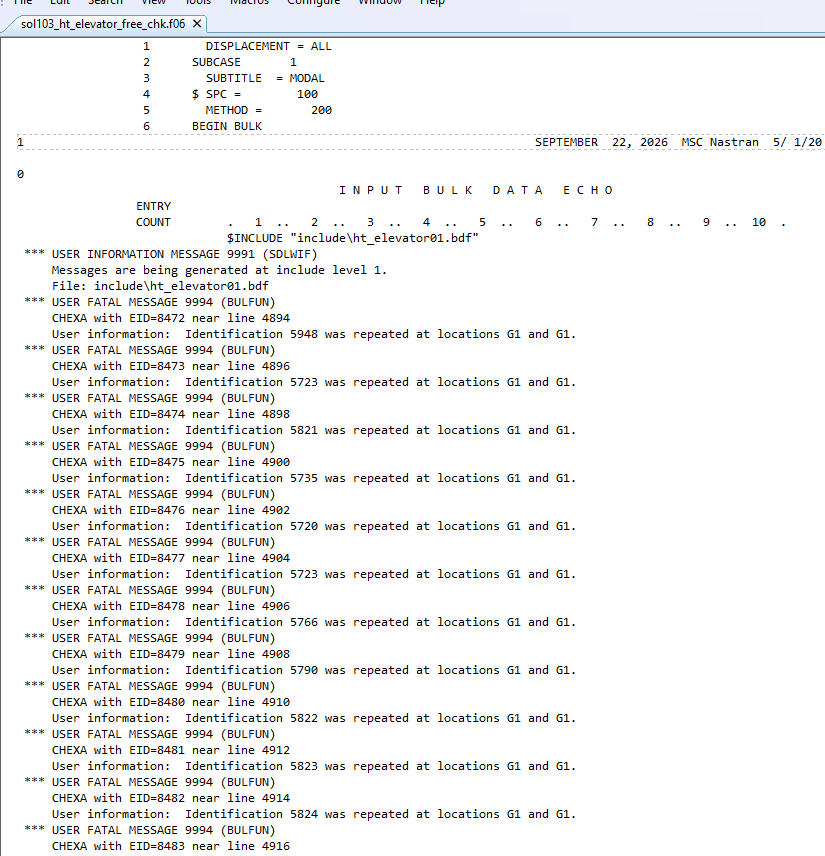 File Edit Search View Tools Macros Configure Window Help
sol103_ht_elevator_free_chk.f06 ×
1 DISPLACEMENT = ALL
2 SUBCASE 1
3 SUBTITLE = MODAL
4 $ SPC = 100
5 METHOD = 200
6 BEGIN BULK
1 SEPTEMBER 22, 2026 MSC Nastran 5/ 1/20
0
I N P U T B U L K D A T A E C H O
ENTRY
COUNT . 1 .. 2 .. 3 .. 4 .. 5 .. 6 .. 7 .. 8 .. 9 .. 10 .
$INCLUDE "include\ht_elevator01.bdf"
*** USER INFORMATION MESSAGE 9991 (SDLWIF)
Messages are being generated at include level 1.
File: include\ht_elevator01.bdf
*** USER FATAL MESSAGE 9994 (BULFUN)
CHEXA with EID=8472 near line 4894
User information: Identification 5948 was repeated at locations G1 and G1.
*** USER FATAL MESSAGE 9994 (BULFUN)
CHEXA with EID=8473 near line 4896
User information: Identification 5723 was repeated at locations G1 and G1.
*** USER FATAL MESSAGE 9994 (BULFUN)
CHEXA with EID=8474 near line 4898
User information: Identification 5821 was repeated at locations G1 and G1.
*** USER FATAL MESSAGE 9994 (BULFUN)
CHEXA with EID=8475 near line 4900
User information: Identification 5735 was repeated at locations G1 and G1.
*** USER FATAL MESSAGE 9994 (BULFUN)
CHEXA with EID=8476 near line 4902
User information: Identification 5720 was repeated at locations G1 and G1.
*** USER FATAL MESSAGE 9994 (BULFUN)
CHEXA with EID=8477 near line 4904
User information: Identification 5723 was repeated at locations G1 and G1.
*** USER FATAL MESSAGE 9994 (BULFUN)
CHEXA with EID=8478 near line 4906
User information: Identification 5766 was repeated at locations G1 and G1.
*** USER FATAL MESSAGE 9994 (BULFUN)
CHEXA with EID=8479 near line 4908
User information: Identification 5790 was repeated at locations G1 and G1.
*** USER FATAL MESSAGE 9994 (BULFUN)
CHEXA with EID=8480 near line 4910
User information: Identification 5822 was repeated at locations G1 and G1.
*** USER FATAL MESSAGE 9994 (BULFUN)
CHEXA with EID=8481 near line 4912
User information: Identification 5823 was repeated at locations G1 and G1.
*** USER FATAL MESSAGE 9994 (BULFUN)
CHEXA with EID=8482 near line 4914
User information: Identification 5824 was repeated at locations G1 and G1.
*** USER FATAL MESSAGE 9994 (BULFUN)
CHEXA with EID=8483 near line 4916